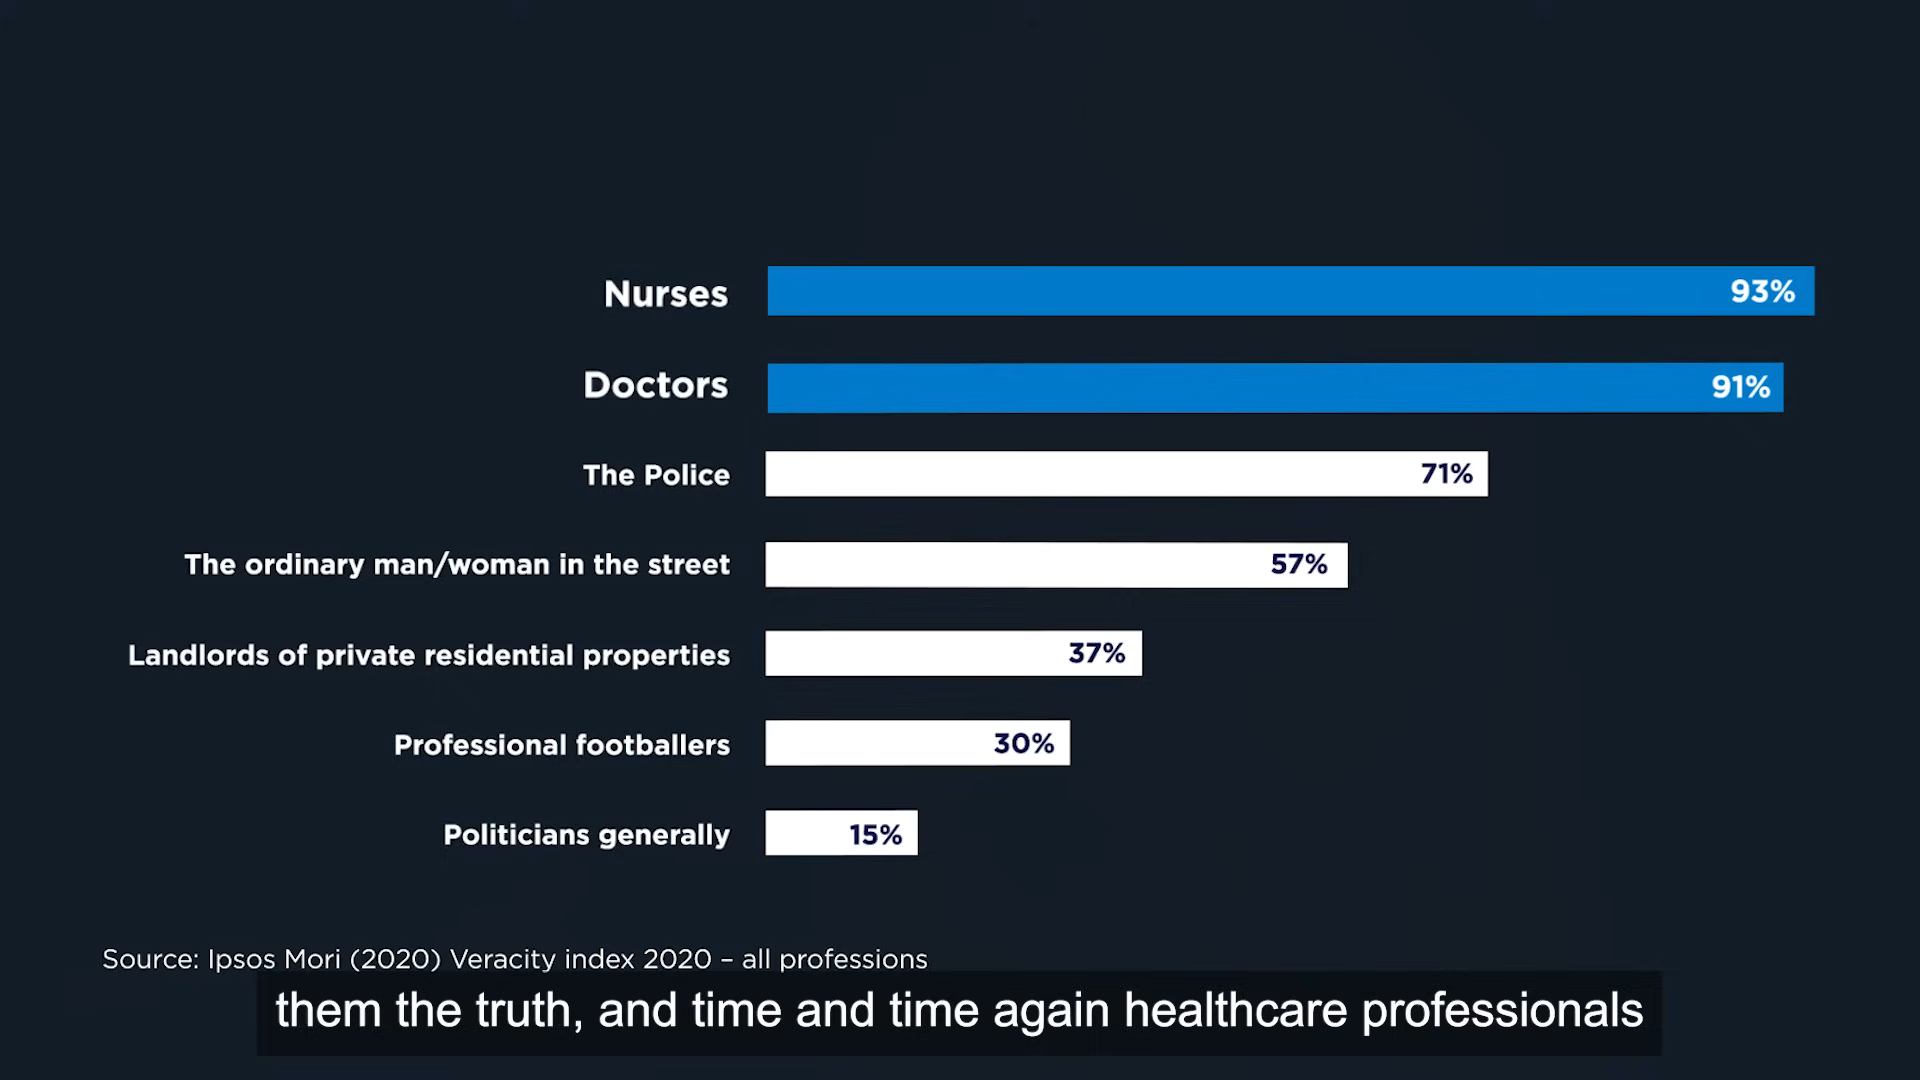 Nurses 93%
Doctors 91%
The Police 71%
The ordinary man/woman in the street 57%
Landlords of private residential properties 37%
Professional footballers 30%
Politicians generally 15%
Source: Ipsos Mori (2020) Veracity index 2020 – all professions
them the truth, and time and time again healthcare professionals